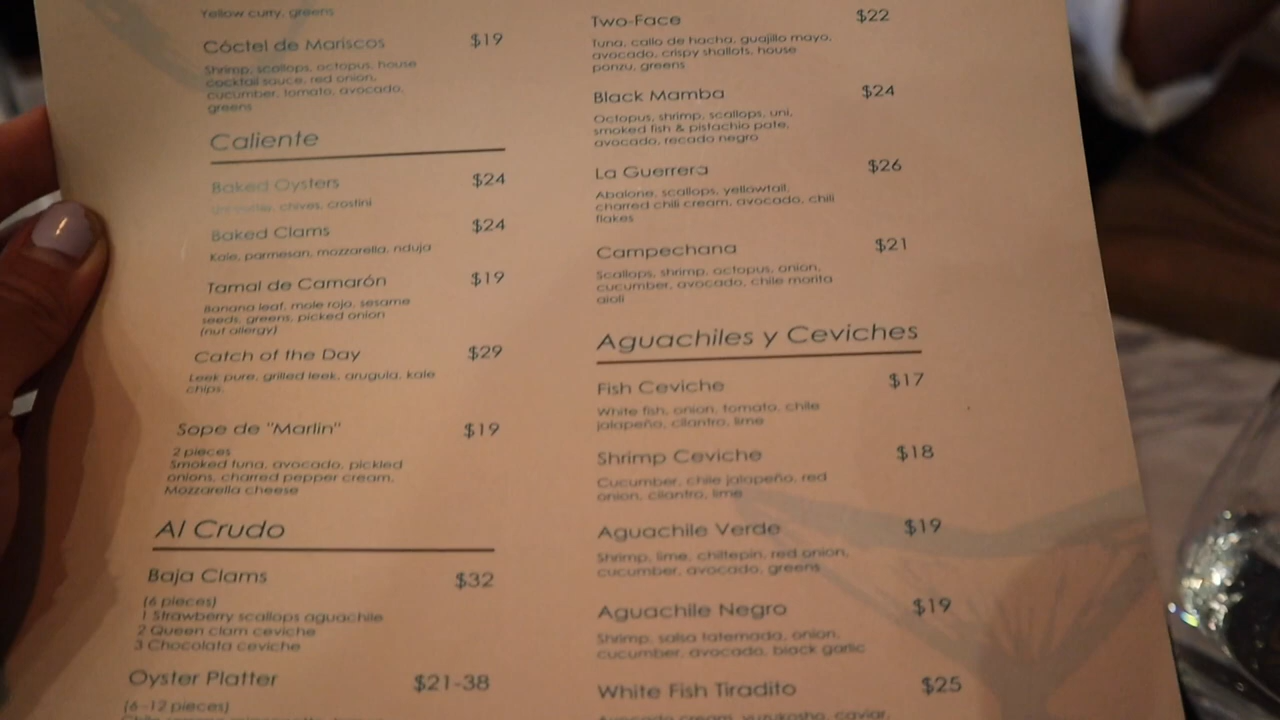 Yellow curry, greens
Cóctel de Mariscos $19
Shrimp, scallops, octopus, house
cocktail sauce, red onion,
cucumber, tomato, avocado,
greens
Caliente
Baked Oysters $24
chives, crostini
Baked Clams $24
Kale, parmesan, mozzarella, nduja
Tamal de Camarón $19
Banana leaf, mole rojo, sesame
seeds, greens, picked onion
(nut allergy)
Catch of the Day $29
Leek pure, grilled leek, arugula, kale
chips.
Sope de "Marlin" $19
2 pieces
Smoked tuna, avocado, pickled
onions, charred pepper cream,
Mozzarella cheese
Al Crudo
Baja Clams $32
(6 pieces)
1 Strawberry scallops aguachile
2 Queen clam ceviche
3 Chocolata ceviche
Oyster Platter $21-38
(6-12 pieces)
Two-Face $22
Tuna, callo de hacha, guajillo mayo,
avocado, crispy shallots, house
ponzu, greens
Black Mamba $24
Octopus, shrimp, scallops, uni,
smoked fish & pistachio pate,
avocado, recado negro
La Guerrera $26
Abalone, scallops, yellowtail,
charred chili cream, avocado, chili
flakes
Campechana $21
Scallops, shrimp, octopus, onion,
cucumber, avocado, chile morita
aioli
Aguachiles y Ceviches
Fish Ceviche $17
White fish, onion, tomato, chile
jalapeño, cilantro, lime
Shrimp Ceviche $18
Cucumber, chile jalapeño, red
onion, cilantro, lime
Aguachile Verde $19
Shrimp, lime, chiltepin, red onion,
cucumber, avocado, greens
Aguachile Negro $19
Shrimp, salsa tatemada, onion,
cucumber, avocado, black garlic
White Fish Tiradito $25
Avocado cream, yuzukosho, caviar,